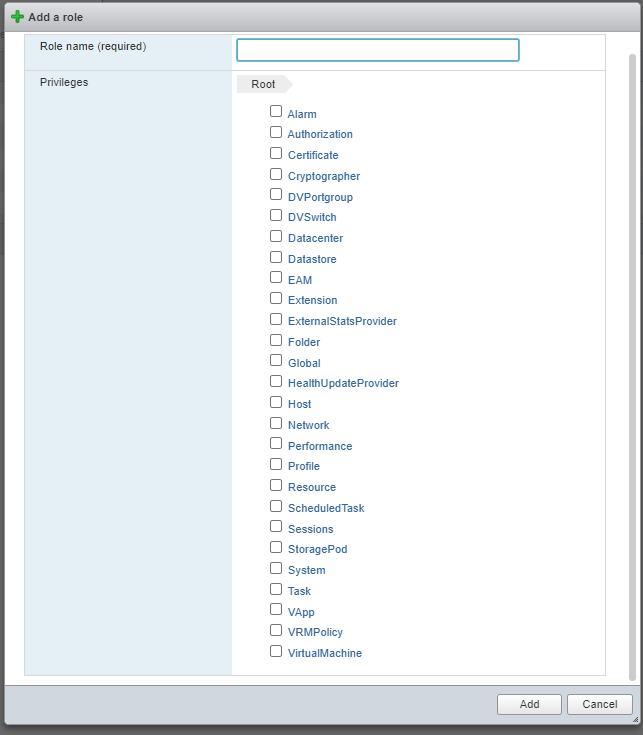 Add a role
Role name (required)
Privileges
Root
Alarm
Authorization
Certificate
Cryptographer
DVPortgroup
DVSwitch
Datacenter
Datastore
EAM
Extension
ExternalStatsProvider
Folder
Global
HealthUpdateProvider
Host
Network
Performance
Profile
Resource
ScheduledTask
Sessions
StoragePod
System
Task
VApp
VRMPolicy
VirtualMachine
Add Cancel